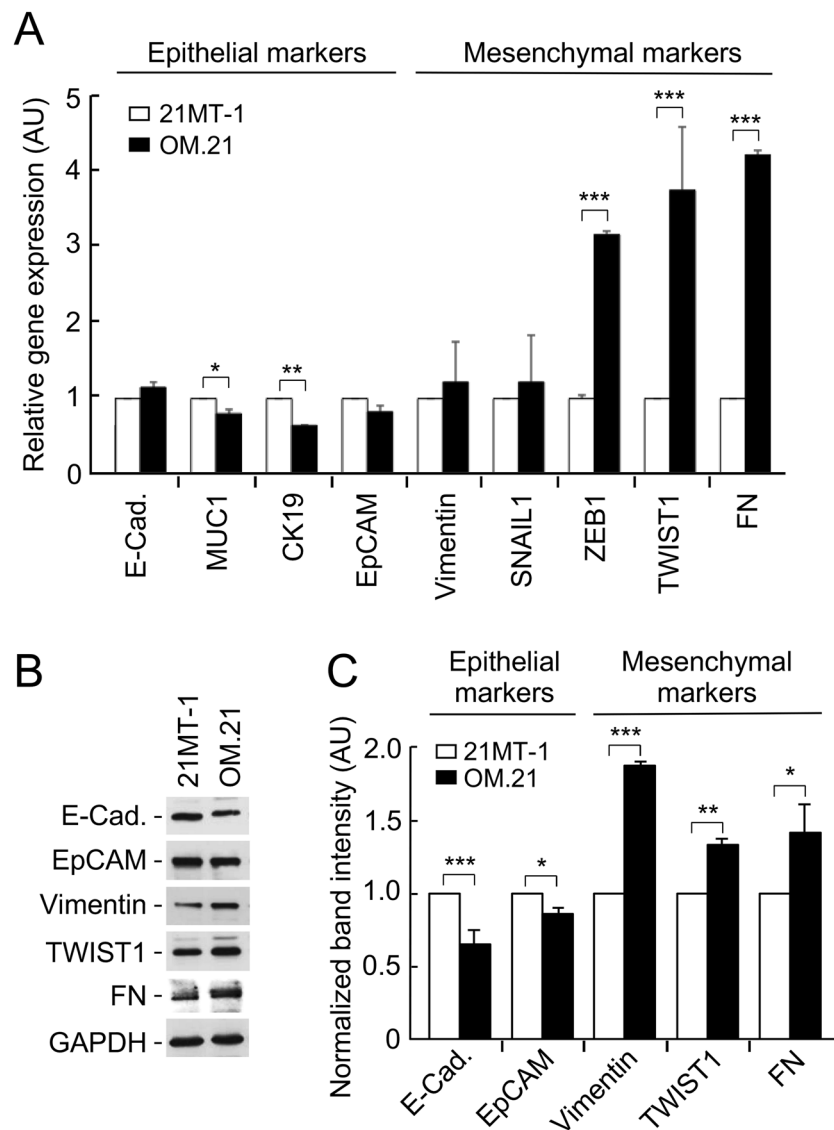 A
Epithelial markers
Mesenchymal markers
Relative gene expression (AU)
5
4
3
2
1
0
21MT-1
OM.21
*
**
***
***
***
E-Cad.
MUC1
CK19
EpCAM
Vimentin
SNAIL1
ZEB1
TWIST1
FN
B
21MT-1
OM.21
E-Cad. -
EpCAM -
Vimentin -
TWIST1 -
FN -
GAPDH -
C
Epithelial
markers
Mesenchymal
markers
Normalized band intensity (AU)
2.0
1.5
1.0
0.5
0
21MT-1
OM.21
***
*
***
**
*
E-Cad.
EpCAM
Vimentin
TWIST1
FN